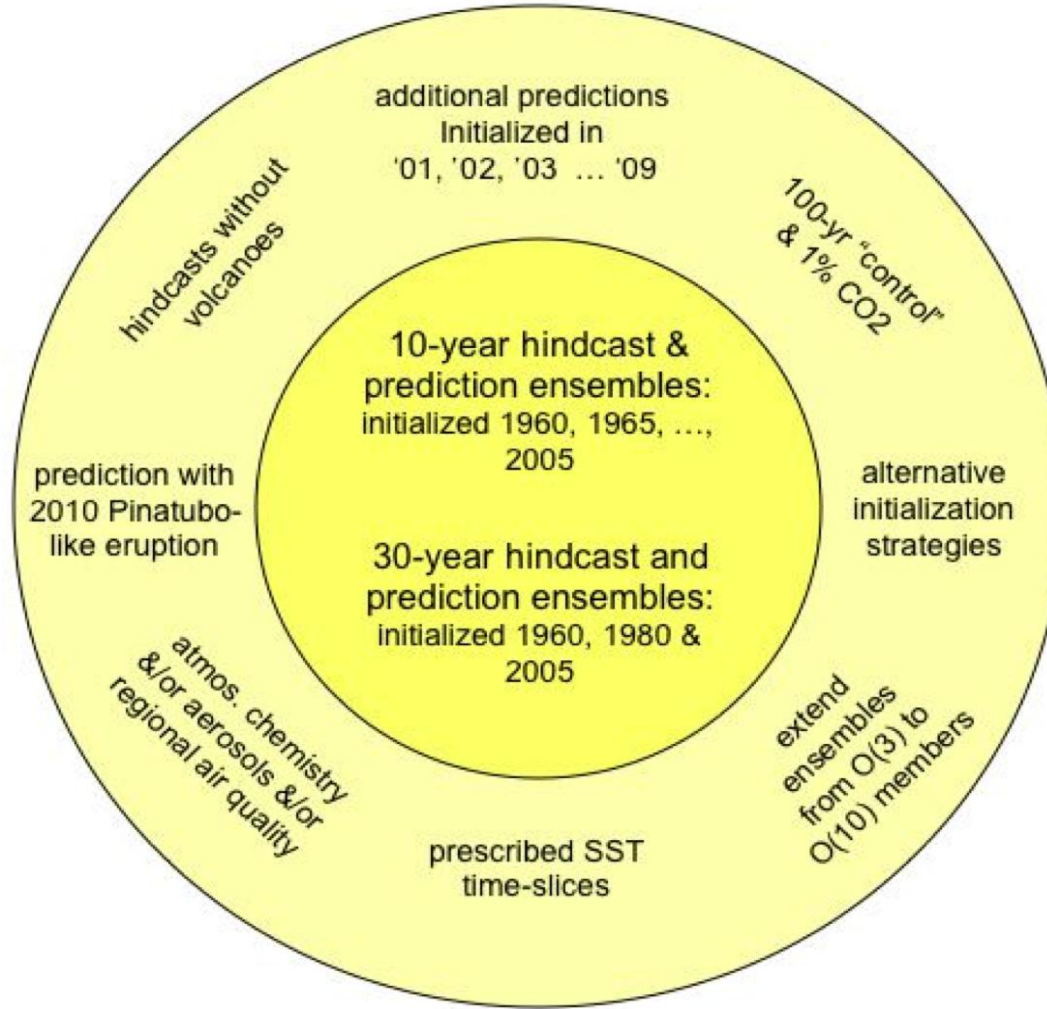 additional predictions
Initialized in
'01, '02, '03 … '09
hindcasts without
volcanoes
100-yr "control"
& 1% CO2
10-year hindcast &
prediction ensembles:
initialized 1960, 1965, …,
2005
prediction with
2010 Pinatubo-
like eruption
alternative
initialization
strategies
30-year hindcast and
prediction ensembles:
initialized 1960, 1980 &
2005
atmos. chemistry
&/or aerosols &/or
regional air quality
extend
ensembles
from O(3) to
O(10) members
prescribed SST
time-slices